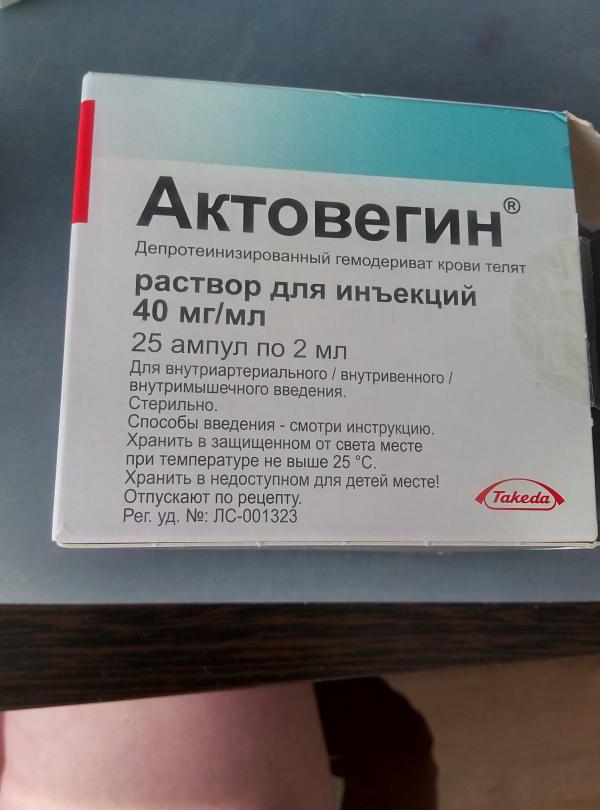 Актовегин®
Депротеинизированный гемодериват крови телят
раствор для инъекций
40 мг/мл
25 ампул по 2 мл
Для внутриартериального / внутривенного /
внутримышечного введения.
Стерильно.
Способы введения - смотри инструкцию.
Хранить в защищенном от света месте
при температуре не выше 25 °С.
Хранить в недоступном для детей месте!
Отпускают по рецепту.
Рег. уд. №: ЛС-001323
Takeda